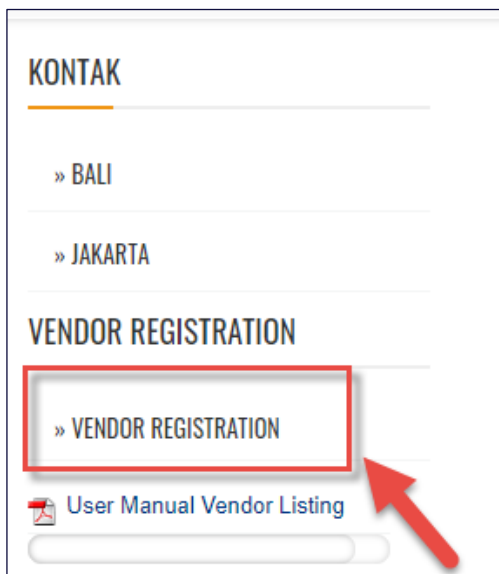 KONTAK
» BALI
» JAKARTA
VENDOR REGISTRATION
» VENDOR REGISTRATION
User Manual Vendor Listing